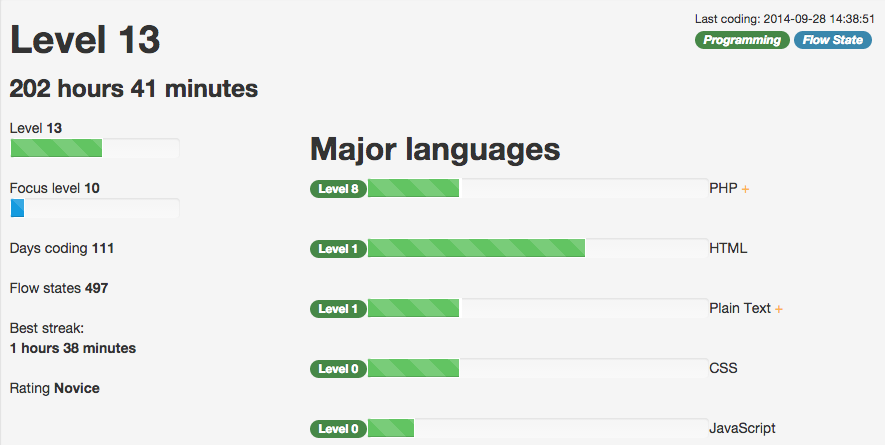 Level 13
202 hours 41 minutes
Last coding: 2014-09-28 14:38:51
Programming Flow State
Level 13
Focus level 10
Days coding 111
Flow states 497
Best streak:
1 hours 38 minutes
Rating Novice
Major languages
Level 8 PHP +
Level 1 HTML
Level 1 Plain Text +
Level 0 CSS
Level 0 JavaScript